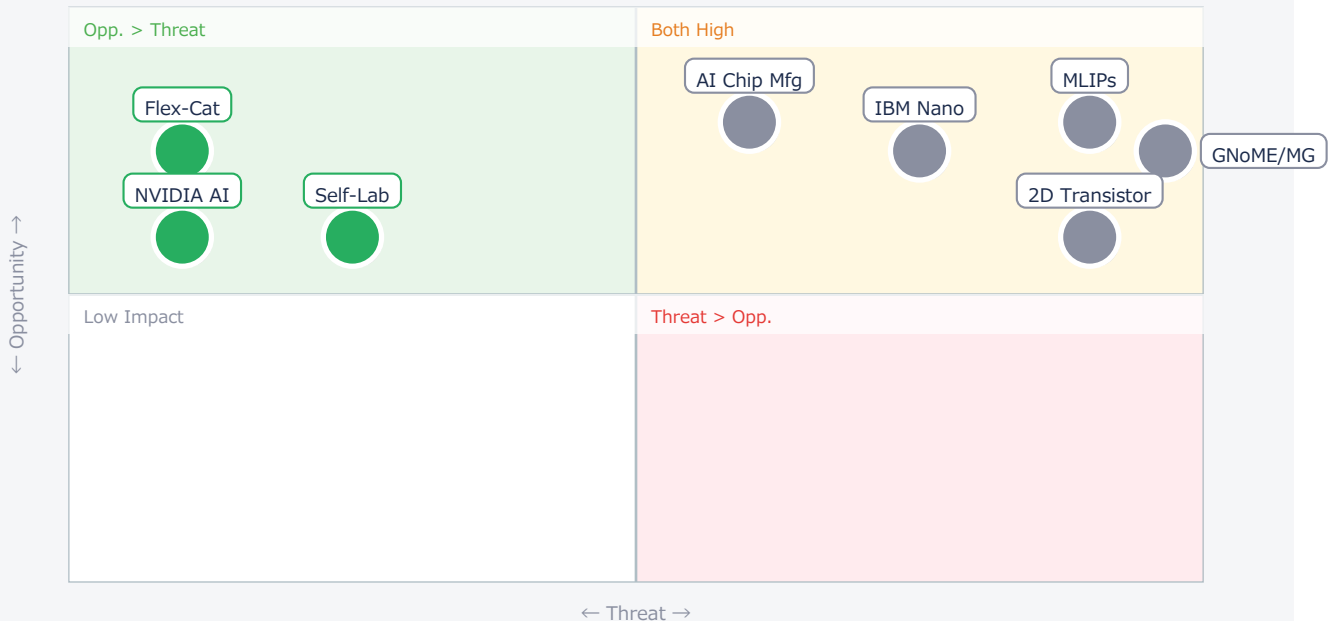 Opp. > Threat
Both High
AI Chip Mfg
MLIPs
Flex-Cat
IBM Nano
GNoME/MG
NVIDIA AI
Self-Lab
2D Transistor
← Opportunity →
Low Impact
Threat > Opp.
← Threat →